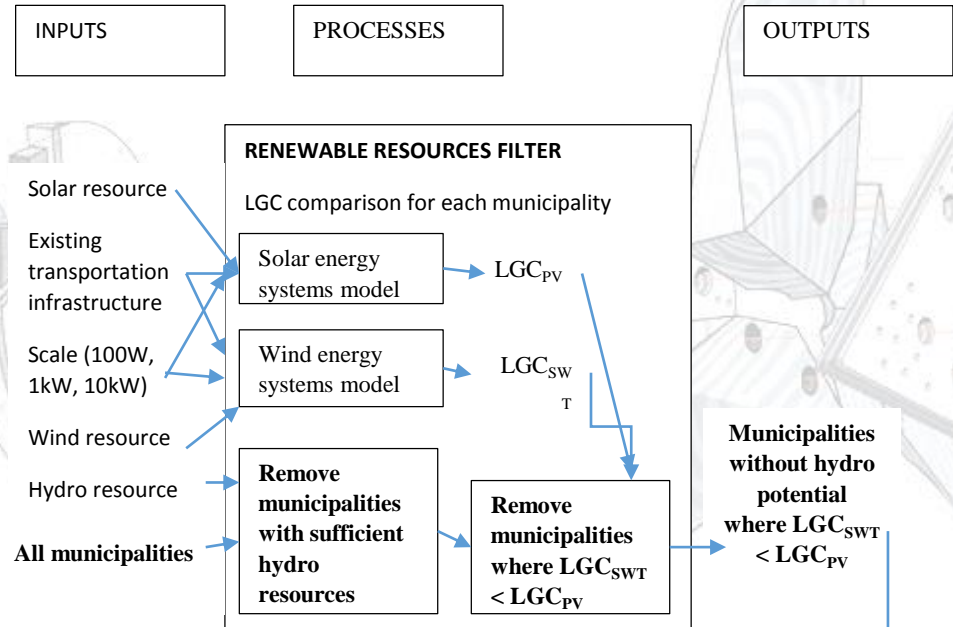 INPUTS
PROCESSES
OUTPUTS
RENEWABLE RESOURCES FILTER
LGC comparison for each municipality
Solar resource
Existing
transportation
infrastructure
Scale (100W,
1kW, 10kW)
Wind resource
Hydro resource
All municipalities
Solar energy
systems model
LGCPV
Wind energy
systems model
LGCSW
T
Remove
municipalities
with sufficient
hydro
resources
Remove
municipalities
where LGCSWT
< LGCPV
Municipalities
without hydro
potential
where LGCSWT
< LGCPV